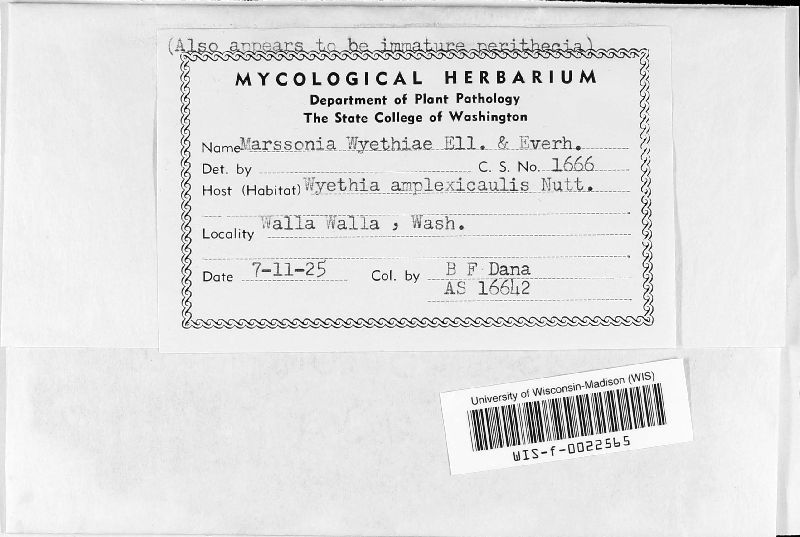 (Also appears to be immature perithecia)
MYCOLOGICAL HERBARIUM
Department of Plant Pathology
The State College of Washington
Name Marssonia Wyethiae Ell. & Everh.
Det. by C. S. No. 1666
Host (Habitat) Wyethia amplexicaulis Nutt.
Locality Walla Walla , Wash.
Date 7-11-25 Col. by B F Dana
AS 16642
University of Wisconsin-Madison (WIS)
WIS-f-0022565